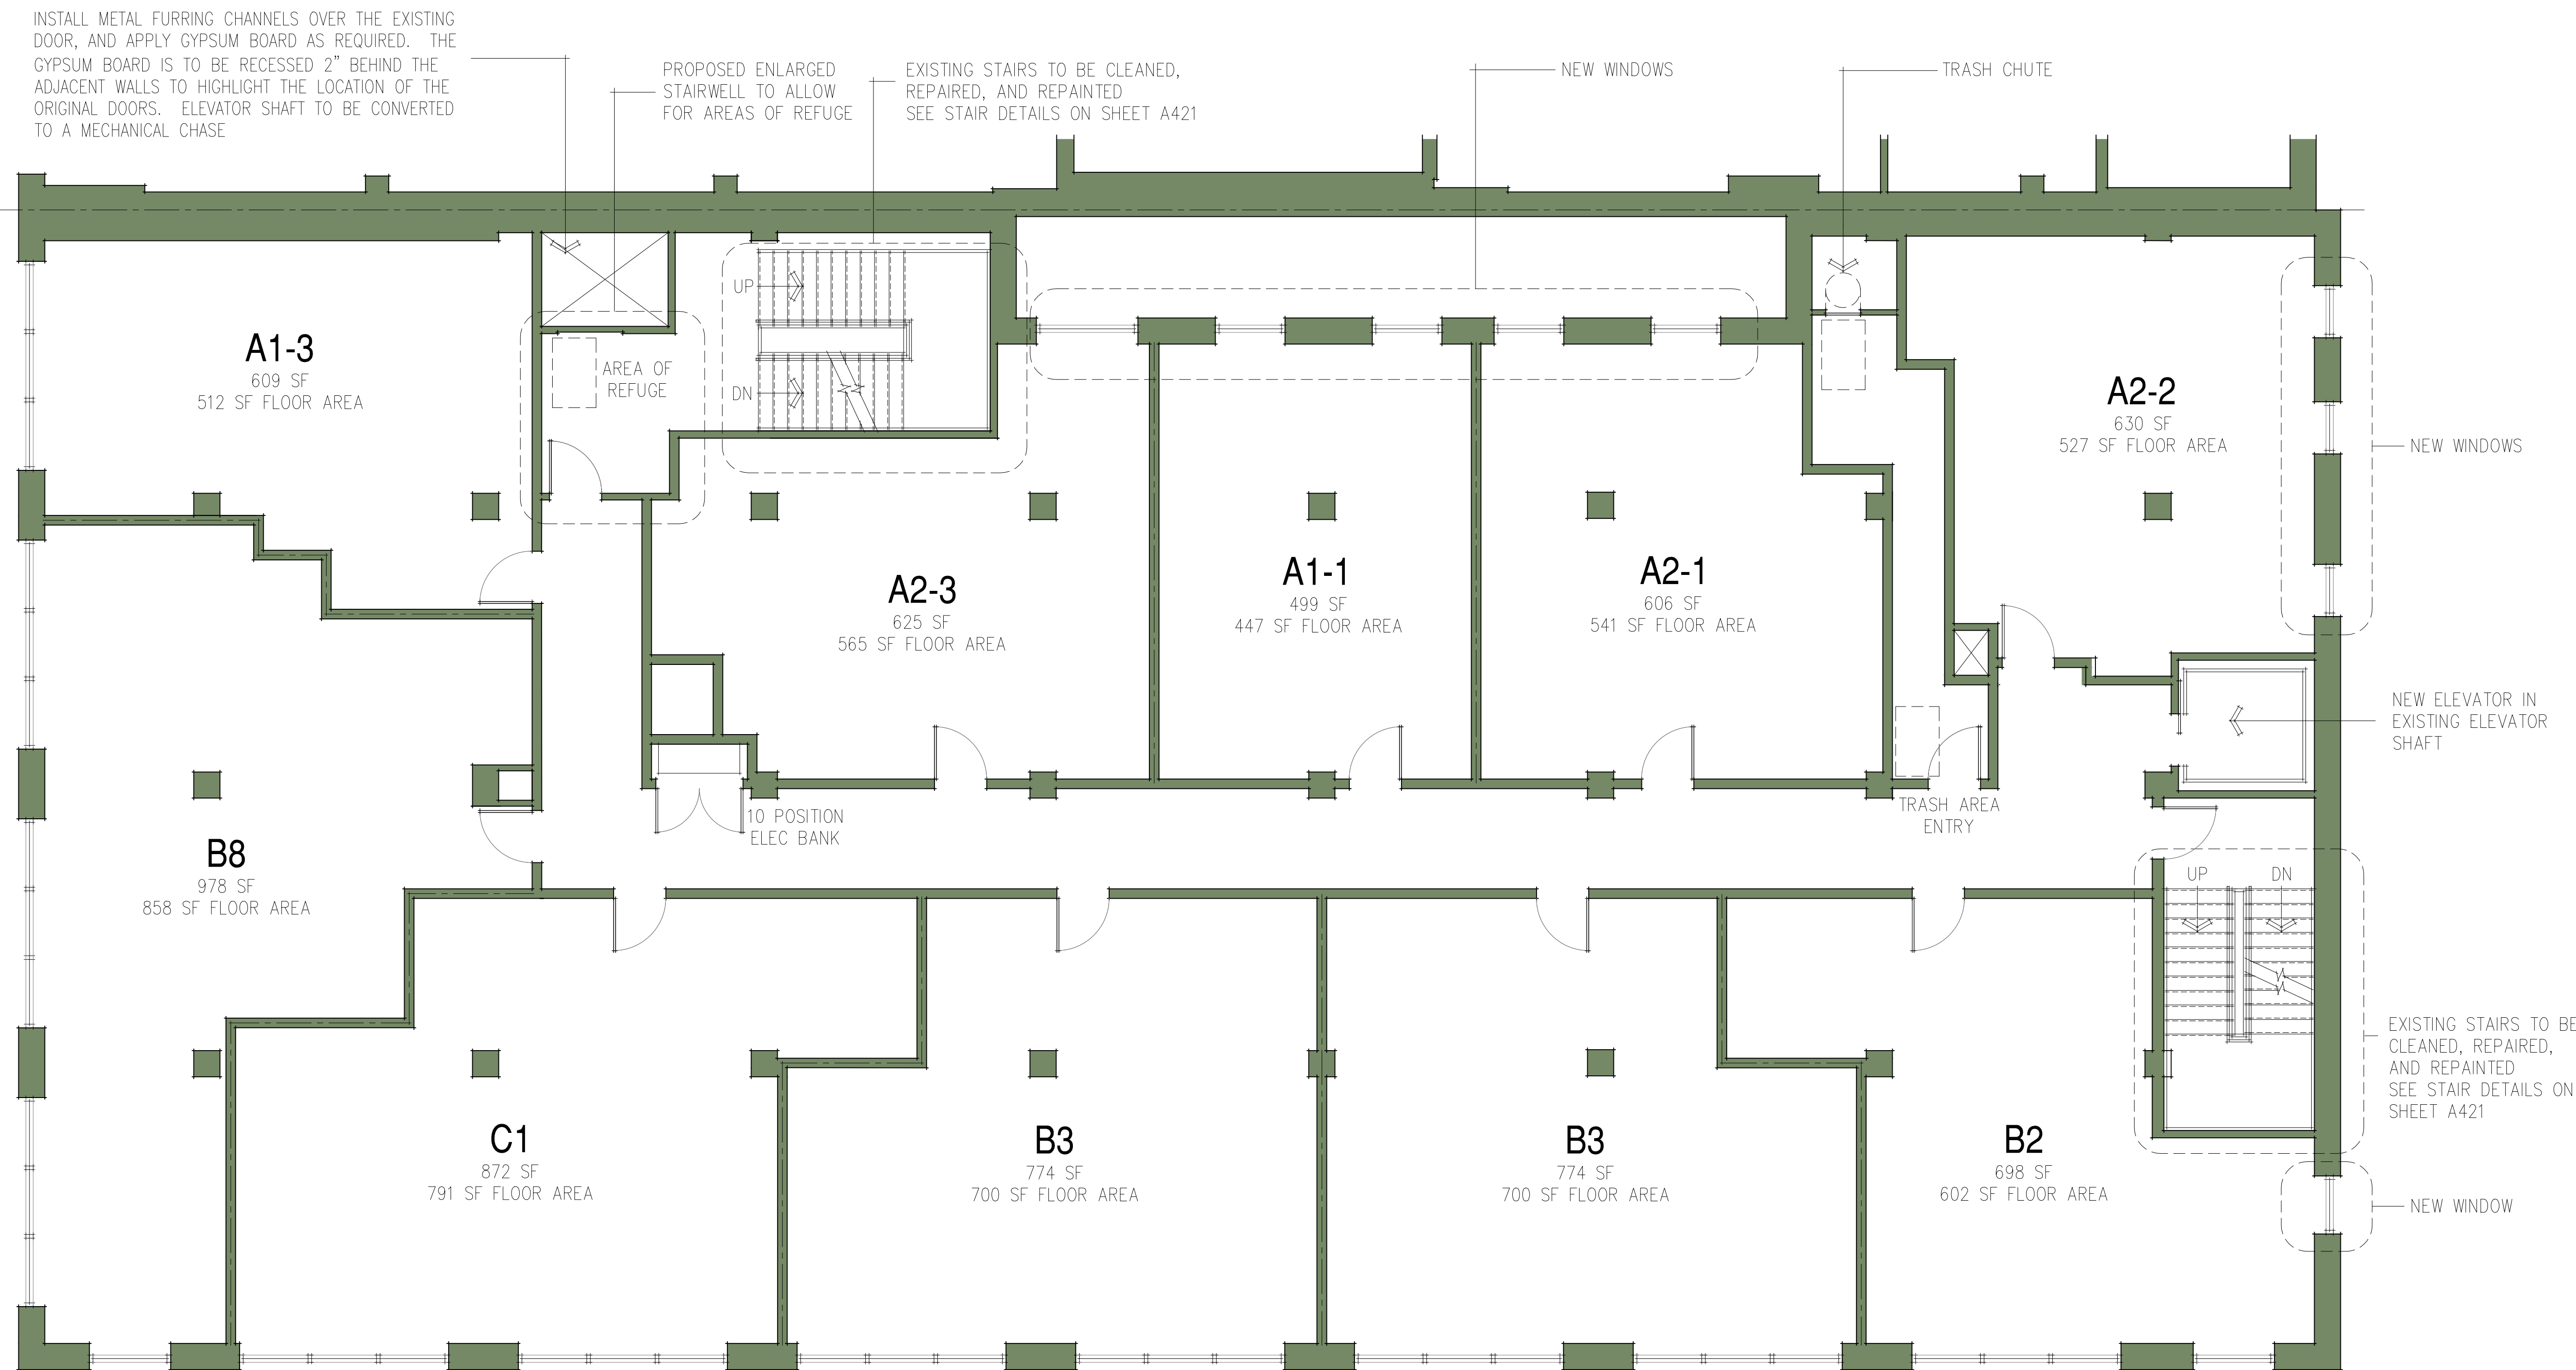 INSTALL METAL FURRING CHANNELS OVER THE EXISTING
DOOR, AND APPLY GYPSUM BOARD AS REQUIRED. THE
GYPSUM BOARD IS TO BE RECESSED 2" BEHIND THE
ADJACENT WALLS TO HIGHLIGHT THE LOCATION OF THE
ORIGINAL DOORS. ELEVATOR SHAFT TO BE CONVERTED
TO A MECHANICAL CHASE
PROPOSED ENLARGED
STAIRWELL TO ALLOW
FOR AREAS OF REFUGE
EXISTING STAIRS TO BE CLEANED,
REPAIRED, AND REPAINTED
SEE STAIR DETAILS ON SHEET A421
NEW WINDOWS
TRASH CHUTE
A1-3
609 SF
512 SF FLOOR AREA
AREA OF
REFUGE
UP
DN
A2-2
630 SF
527 SF FLOOR AREA
NEW WINDOWS
A2-3
625 SF
565 SF FLOOR AREA
A1-1
499 SF
447 SF FLOOR AREA
A2-1
606 SF
541 SF FLOOR AREA
NEW ELEVATOR IN
EXISTING ELEVATOR
SHAFT
10 POSITION
ELEC BANK
TRASH AREA
ENTRY
B8
978 SF
858 SF FLOOR AREA
UP
DN
EXISTING STAIRS TO BE
CLEANED, REPAIRED,
AND REPAINTED
SEE STAIR DETAILS ON
SHEET A421
C1
872 SF
791 SF FLOOR AREA
B3
774 SF
700 SF FLOOR AREA
B3
774 SF
700 SF FLOOR AREA
B2
698 SF
602 SF FLOOR AREA
NEW WINDOW